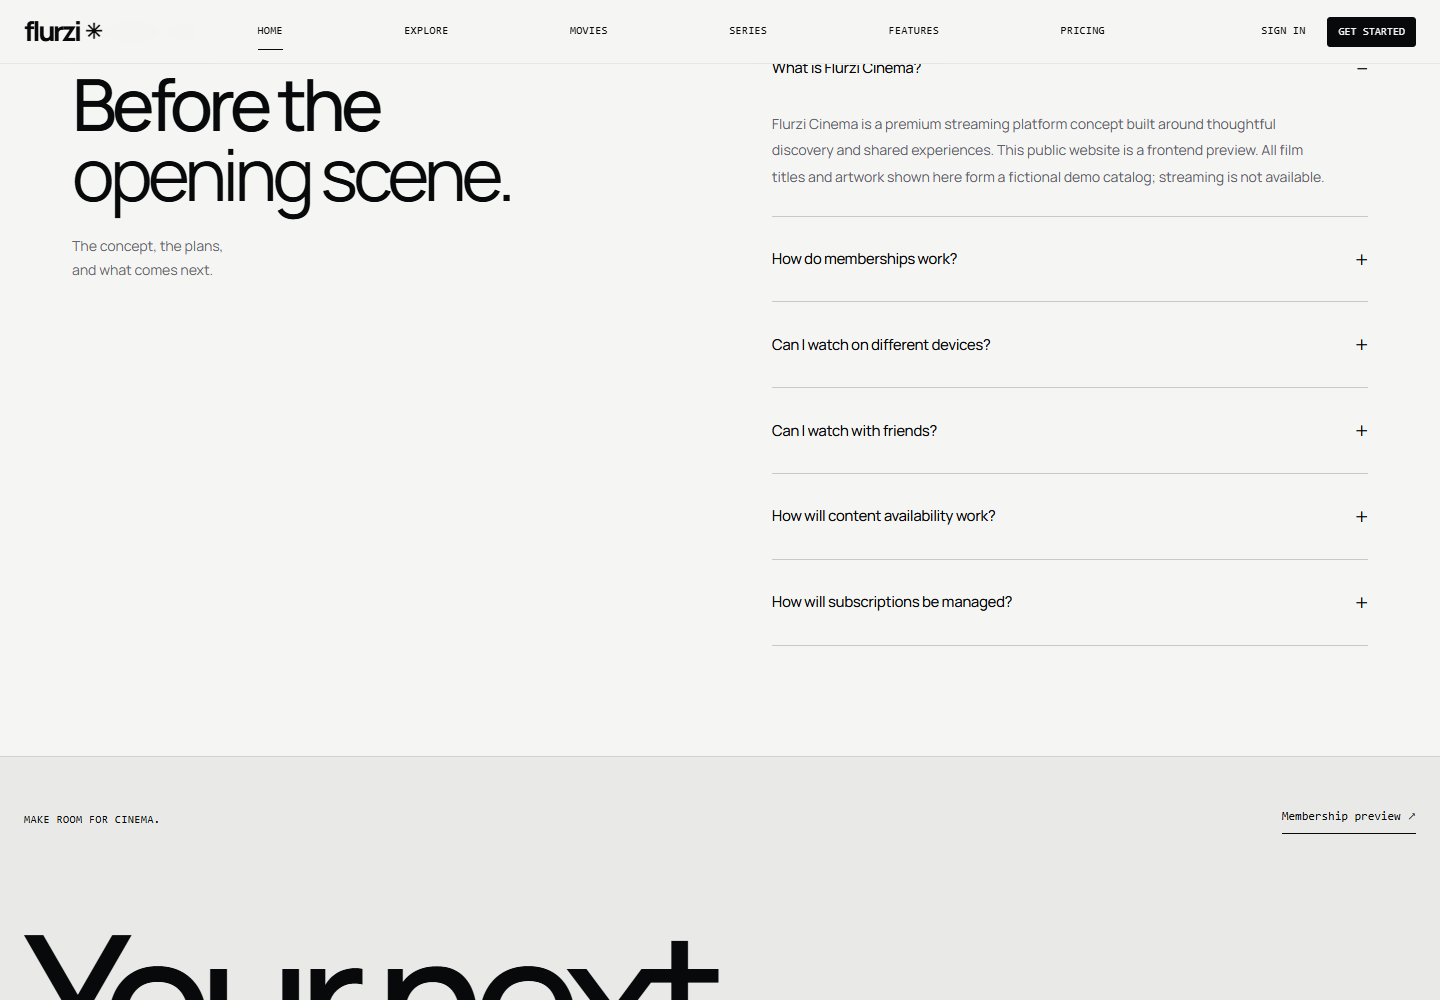 flurzi
HOME
EXPLORE
MOVIES
SERIES
FEATURES
PRICING
SIGN IN
GET STARTED
Before the
opening scene.
The concept, the plans,
and what comes next.
What is Flurzi Cinema?
Flurzi Cinema is a premium streaming platform concept built around thoughtful
discovery and shared experiences. This public website is a frontend preview. All film
titles and artwork shown here form a fictional demo catalog; streaming is not available.
How do memberships work?
Can I watch on different devices?
Can I watch with friends?
How will content availability work?
How will subscriptions be managed?
MAKE ROOM FOR CINEMA.
Membership preview ↗
Your next